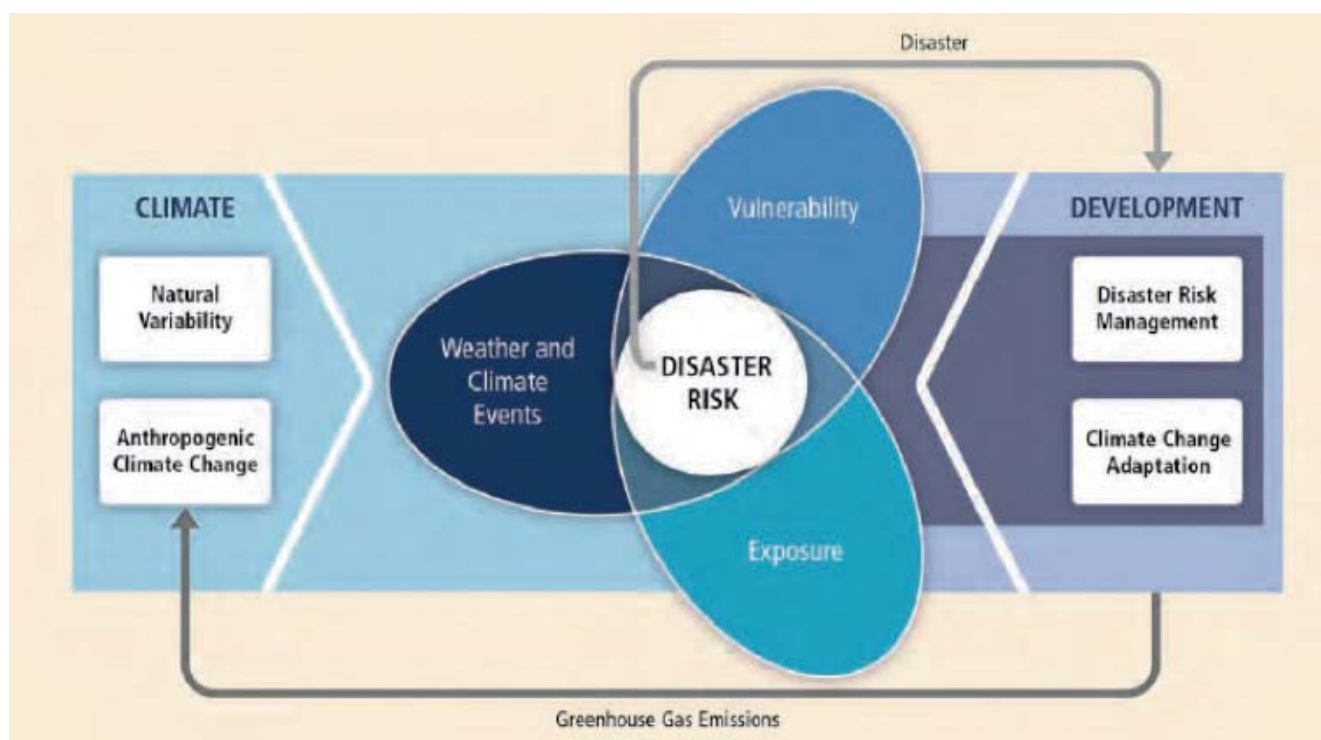 Disaster
CLIMATE
Natural
Variability
Anthropogenic
Climate Change
Weather and
Climate
Events
Vulnerability
DISASTER
RISK
Exposure
DEVELOPMENT
Disaster Risk
Management
Climate Change
Adaptation
Greenhouse Gas Emissions